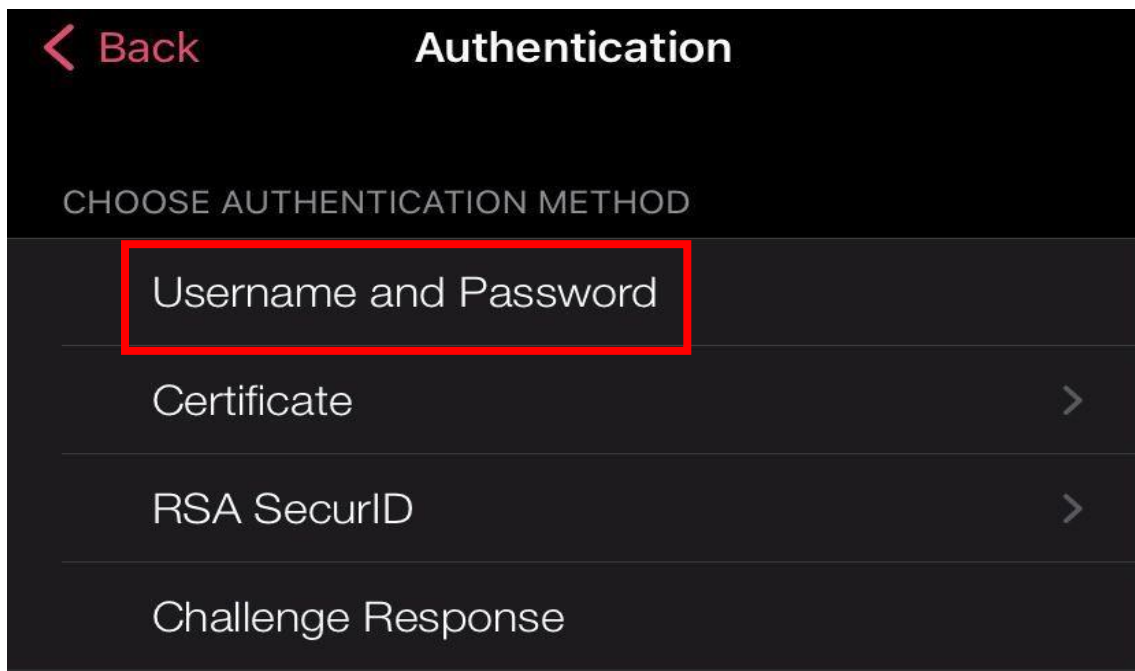 Back Authentication
CHOOSE AUTHENTICATION METHOD
Username and Password
Certificate
RSA SecurID
Challenge Response